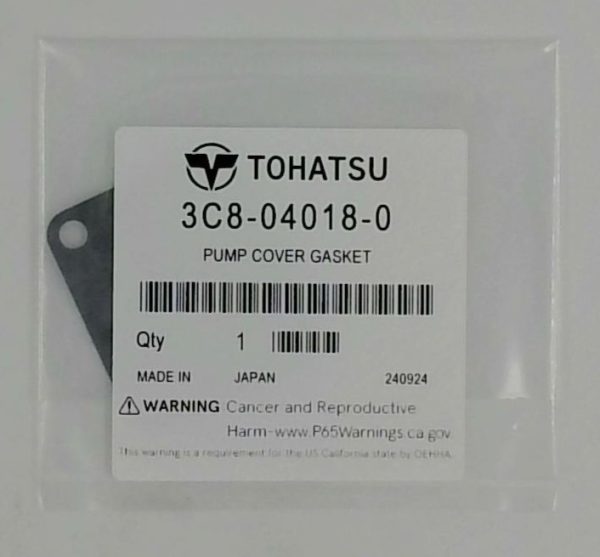 TOHATSU
3C8-04018-0
PUMP COVER GASKET
Qty 1
MADE IN JAPAN 240924
WARNING Cancer and Reproductive
Harm-www.P65Warnings.ca.gov
This warning is a requirement for the US California state by OEHHA.